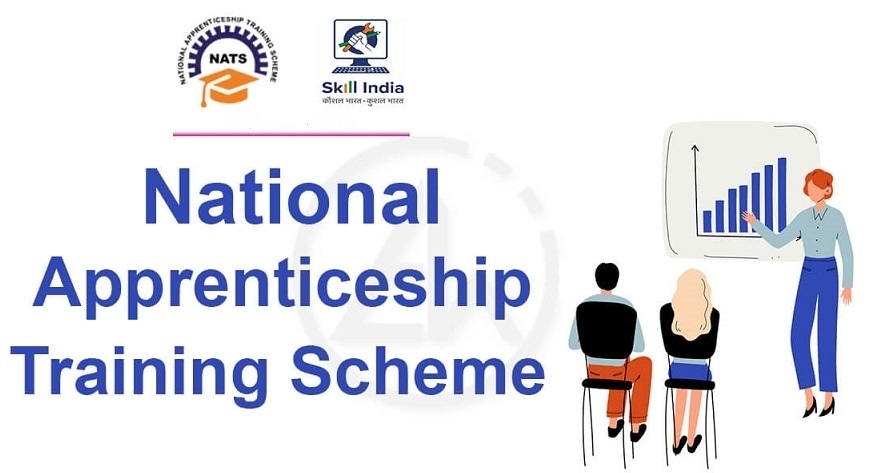 NATIONAL APPRENTICESHIP TRAINING SCHEME
NATS
Skill India
कौशल भारत - कुशल भारत
National
Apprenticeship
Training Scheme